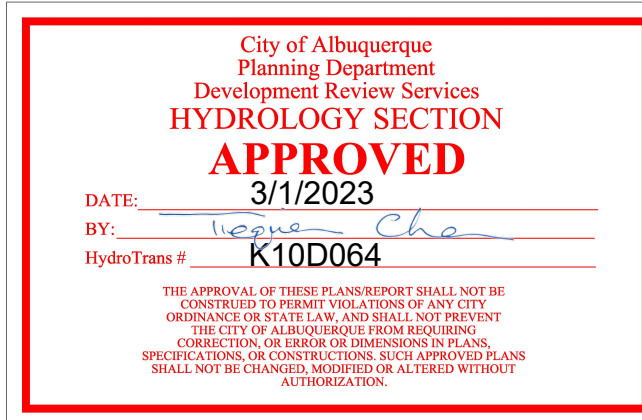 City of Albuquerque
Planning Department
Development Review Services
HYDROLOGY SECTION
APPROVED
DATE: 3/1/2023
BY:
HydroTrans # K10D064
THE APPROVAL OF THESE PLANS/REPORT SHALL NOT BE
CONSTRUED TO PERMIT VIOLATIONS OF ANY CITY
ORDINANCE OR STATE LAW, AND SHALL NOT PREVENT
THE CITY OF ALBUQUERQUE FROM REQUIRING
CORRECTION, OR ERROR OR DIMENSIONS IN PLANS,
SPECIFICATIONS, OR CONSTRUCTIONS. SUCH APPROVED PLANS
SHALL NOT BE CHANGED, MODIFIED OR ALTERED WITHOUT
AUTHORIZATION.